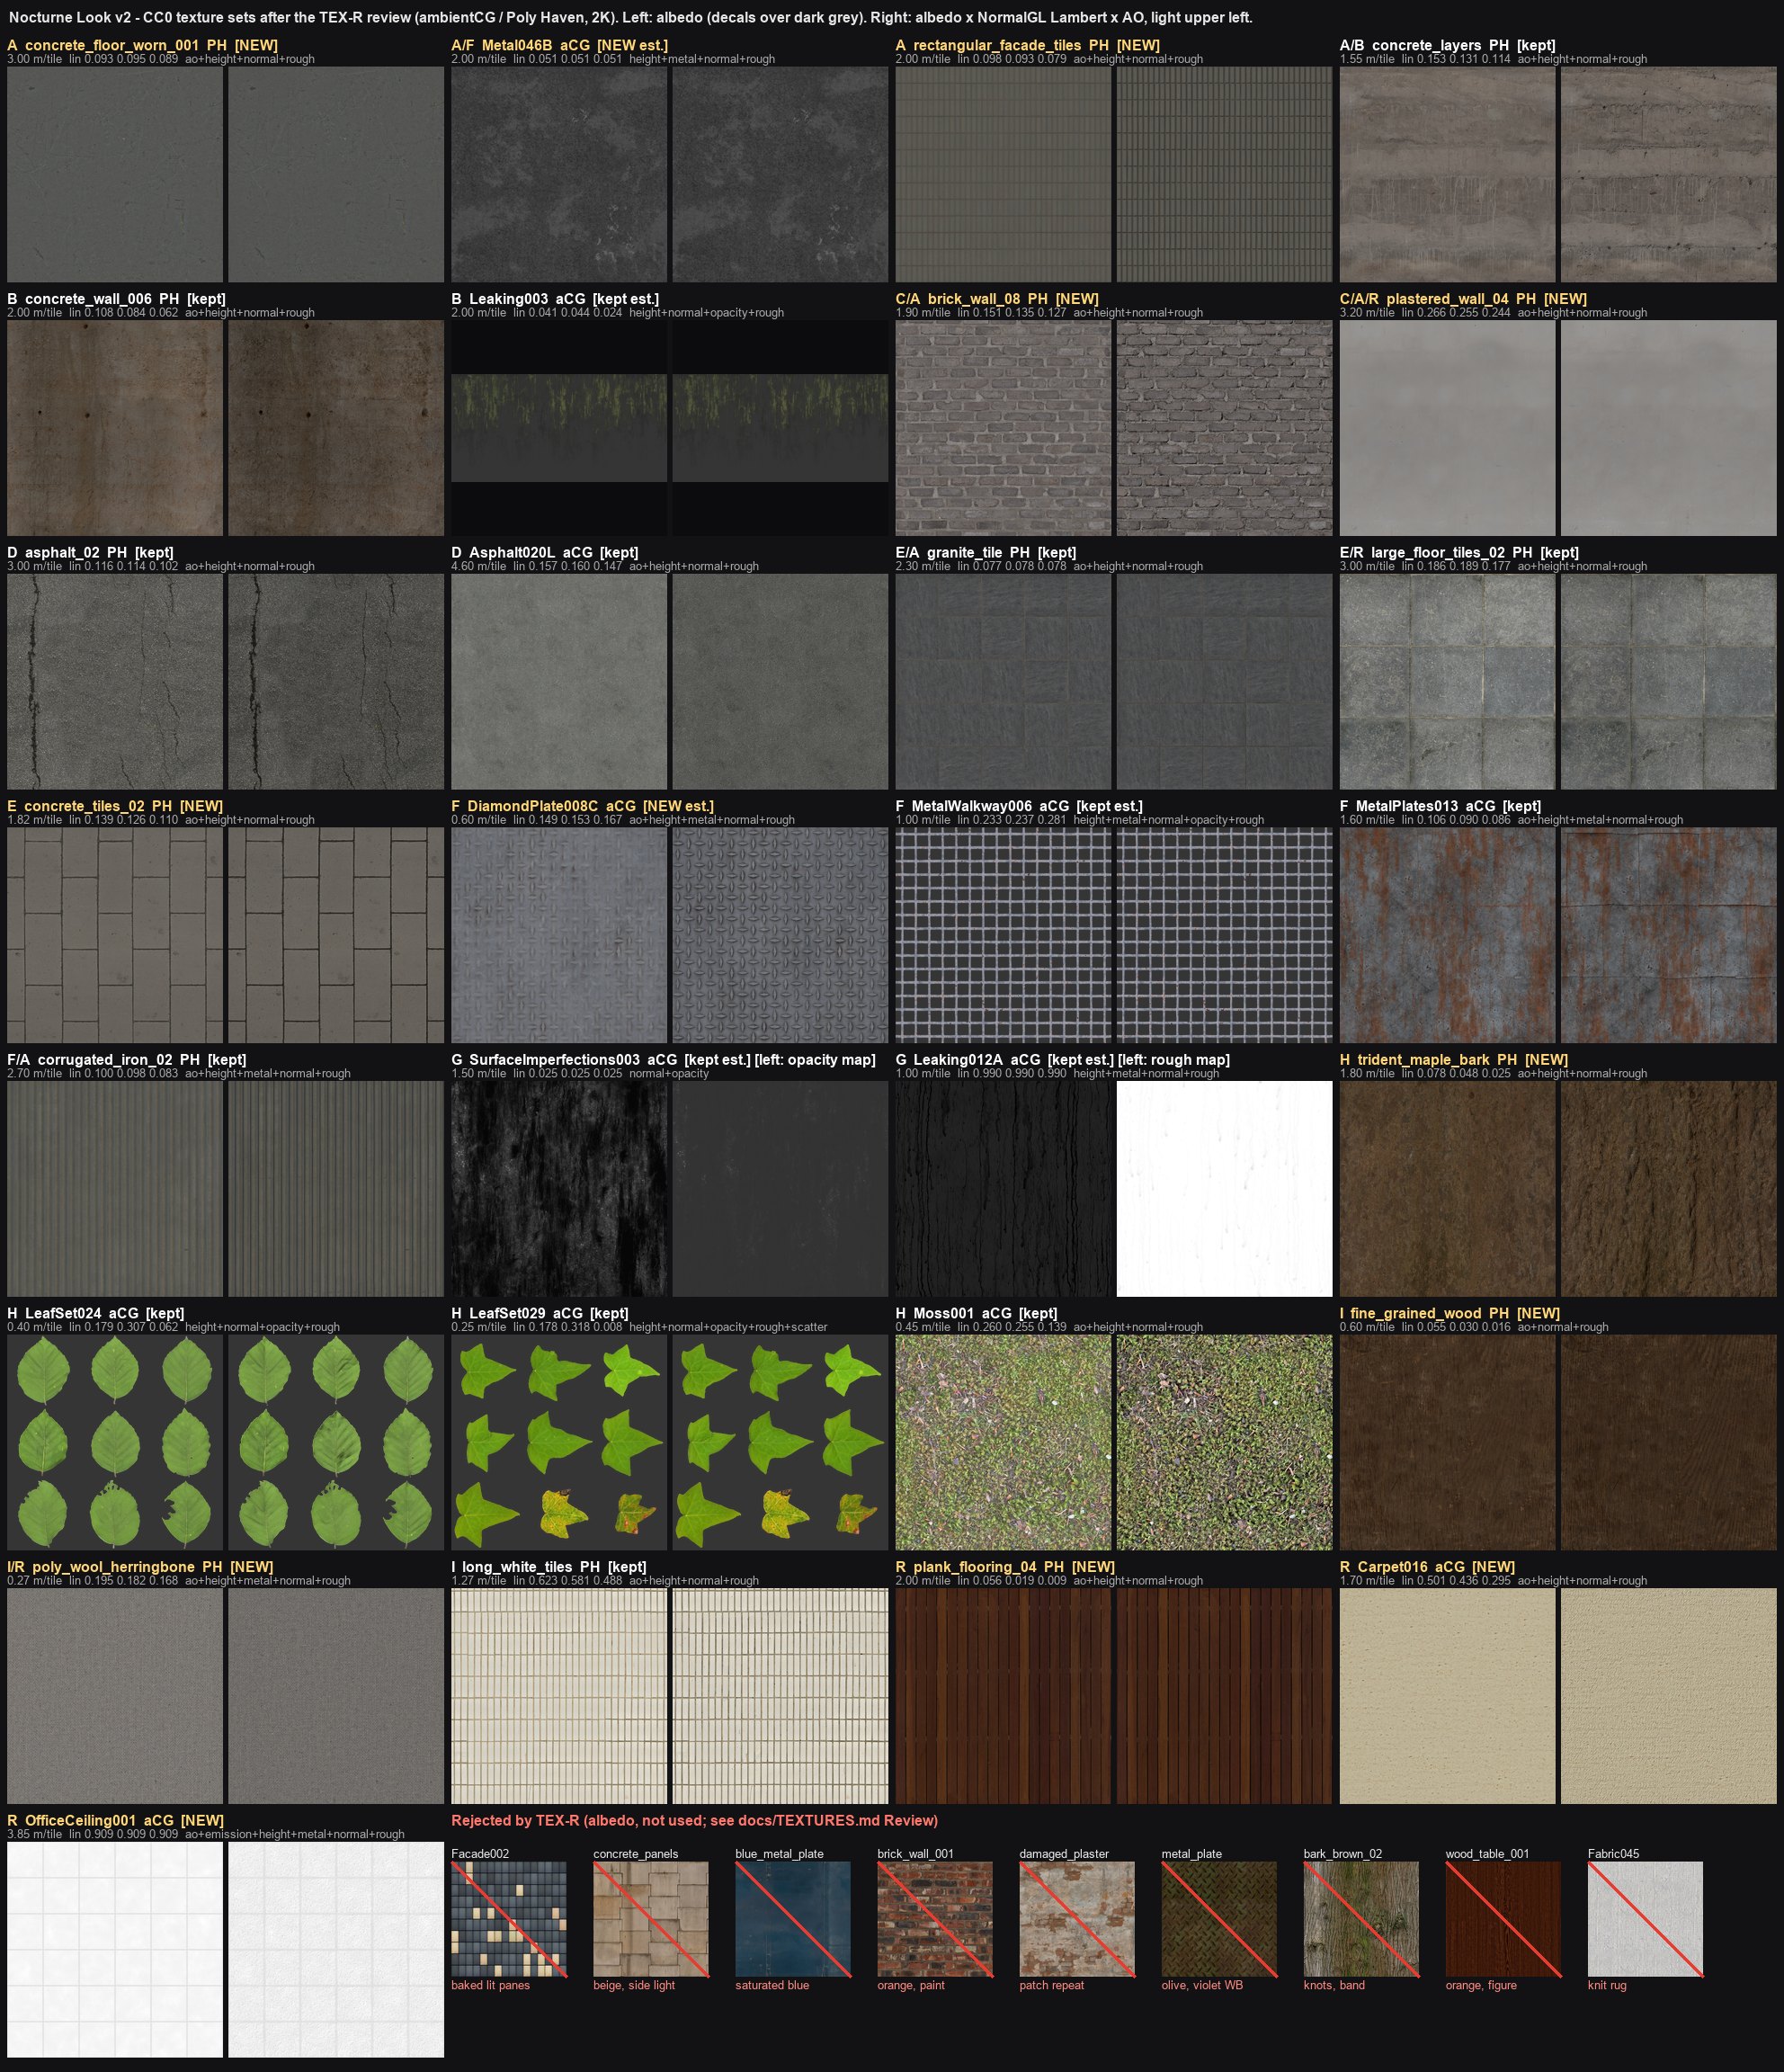 Nocturne Look v2 - CC0 texture sets after the TEX-R review (ambientCG / Poly Haven, 2K). Left: albedo (decals over dark grey). Right: albedo x NormalGL Lambert x AO, light upper left.
A concrete_floor_worn_001 PH [NEW]
3.00 m/tile lin 0.093 0.095 0.089 ao+height+normal+rough
A/F Metal046B aCG [NEW est.]
2.00 m/tile lin 0.051 0.051 0.051 height+metal+normal+rough
A rectangular_facade_tiles PH [NEW]
2.00 m/tile lin 0.098 0.093 0.079 ao+height+normal+rough
A/B concrete_layers PH [kept]
1.55 m/tile lin 0.153 0.131 0.114 ao+height+normal+rough
B concrete_wall_006 PH [kept]
2.00 m/tile lin 0.108 0.084 0.062 ao+height+normal+rough
B Leaking003 aCG [kept est.]
2.00 m/tile lin 0.041 0.044 0.024 height+normal+opacity+rough
C/A brick_wall_08 PH [NEW]
1.90 m/tile lin 0.151 0.135 0.127 ao+height+normal+rough
C/A/R plastered_wall_04 PH [NEW]
3.20 m/tile lin 0.266 0.255 0.244 ao+height+normal+rough
D asphalt_02 PH [kept]
3.00 m/tile lin 0.116 0.114 0.102 ao+height+normal+rough
D Asphalt020L aCG [kept]
4.60 m/tile lin 0.157 0.160 0.147 ao+height+normal+rough
E/A granite_tile PH [kept]
2.30 m/tile lin 0.077 0.078 0.078 ao+height+normal+rough
E/R large_floor_tiles_02 PH [kept]
3.00 m/tile lin 0.186 0.189 0.177 ao+height+normal+rough
E concrete_tiles_02 PH [NEW]
1.82 m/tile lin 0.139 0.126 0.110 ao+height+normal+rough
F DiamondPlate008C aCG [NEW est.]
0.60 m/tile lin 0.149 0.153 0.167 ao+height+metal+normal+rough
F MetalWalkway006 aCG [kept est.]
1.00 m/tile lin 0.233 0.237 0.281 height+metal+normal+opacity+rough
F MetalPlates013 aCG [kept]
1.60 m/tile lin 0.106 0.090 0.086 ao+height+metal+normal+rough
F/A corrugated_iron_02 PH [kept]
2.70 m/tile lin 0.100 0.098 0.083 ao+height+metal+normal+rough
G SurfaceImperfections003 aCG [kept est.] [left: opacity map]
1.50 m/tile lin 0.025 0.025 0.025 normal+opacity
G Leaking012A aCG [kept est.] [left: rough map]
1.00 m/tile lin 0.990 0.990 0.990 height+metal+normal+rough
H trident_maple_bark PH [NEW]
1.80 m/tile lin 0.078 0.048 0.025 ao+height+normal+rough
H LeafSet024 aCG [kept]
0.40 m/tile lin 0.179 0.307 0.062 height+normal+opacity+rough
H LeafSet029 aCG [kept]
0.25 m/tile lin 0.178 0.318 0.008 height+normal+opacity+rough+scatter
H Moss001 aCG [kept]
0.45 m/tile lin 0.260 0.255 0.139 ao+height+normal+rough
I fine_grained_wood PH [NEW]
0.60 m/tile lin 0.055 0.030 0.016 ao+normal+rough
I/R poly_wool_herringbone PH [NEW]
0.27 m/tile lin 0.195 0.182 0.168 ao+height+metal+normal+rough
I long_white_tiles PH [kept]
1.27 m/tile lin 0.623 0.581 0.488 ao+height+normal+rough
R plank_flooring_04 PH [NEW]
2.00 m/tile lin 0.056 0.019 0.009 ao+height+normal+rough
R Carpet016 aCG [NEW]
1.70 m/tile lin 0.501 0.436 0.295 ao+height+normal+rough
R OfficeCeiling001 aCG [NEW]
3.85 m/tile lin 0.909 0.909 0.909 ao+emission+height+metal+normal+rough
Rejected by TEX-R (albedo, not used; see docs/TEXTURES.md Review)
Facade002
baked lit panes
concrete_panels
beige, side light
blue_metal_plate
saturated blue
brick_wall_001
orange, paint
damaged_plaster
patch repeat
metal_plate
olive, violet WB
bark_brown_02
knots, band
wood_table_001
orange, figure
Fabric045
knit rug